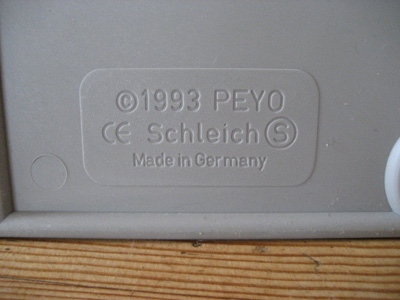 ©1993 PEYO
CE Schleich S
Made in Germany